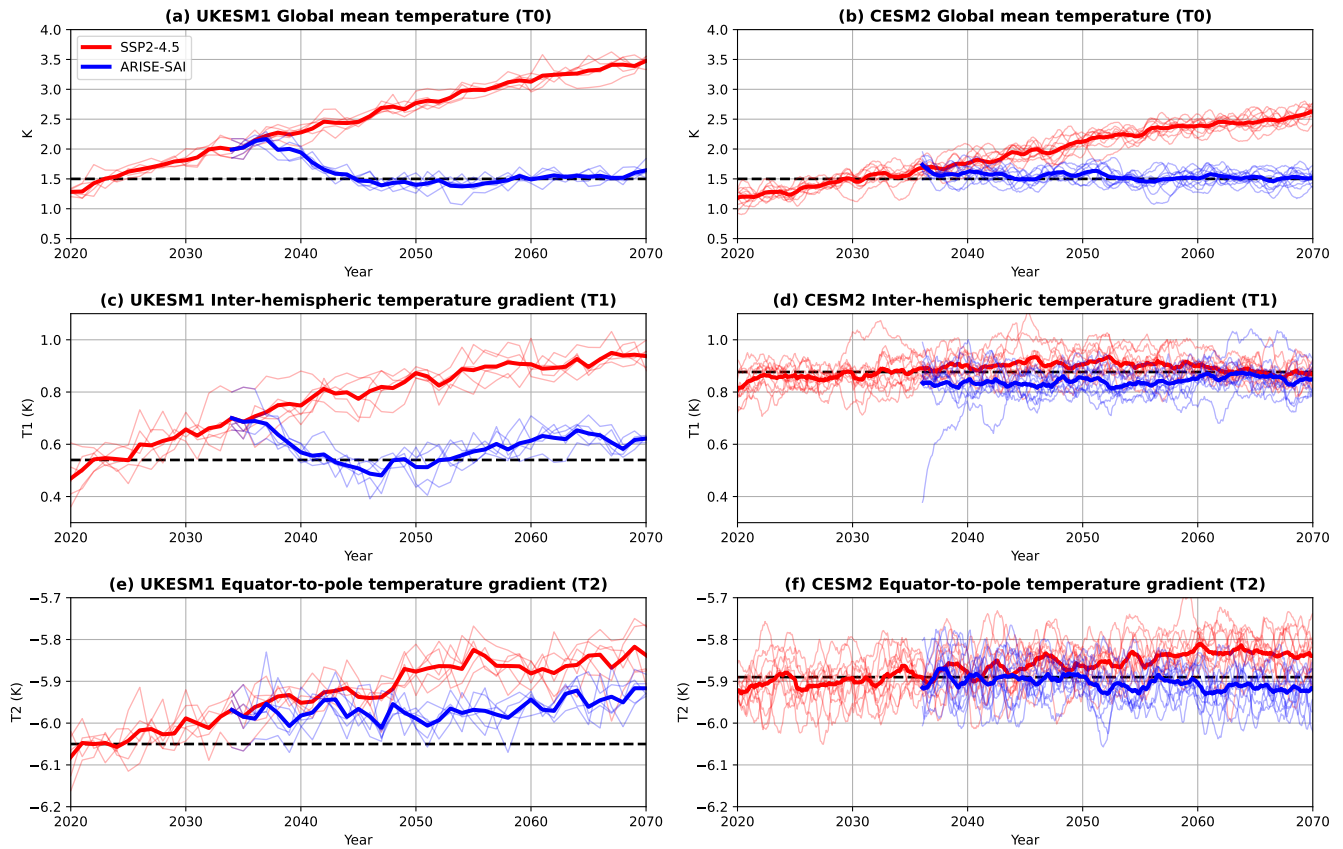 (a) UKESM1 Global mean temperature (T0)
4.0
3.5
3.0
2.5
2.0
1.5
1.0
0.5
K
SSP2-4.5
ARISE-SAI
2020 2030 2040 2050 2060 2070
Year
(b) CESM2 Global mean temperature (T0)
4.0
3.5
3.0
2.5
2.0
1.5
1.0
0.5
K
2020 2030 2040 2050 2060 2070
Year
(c) UKESM1 Inter-hemispheric temperature gradient (T1)
1.0
0.8
0.6
0.4
T1 (K)
2020 2030 2040 2050 2060 2070
Year
(d) CESM2 Inter-hemispheric temperature gradient (T1)
1.0
0.8
0.6
0.4
T1 (K)
2020 2030 2040 2050 2060 2070
Year
(e) UKESM1 Equator-to-pole temperature gradient (T2)
−5.7
−5.8
−5.9
−6.0
−6.1
−6.2
T2 (K)
2020 2030 2040 2050 2060 2070
Year
(f) CESM2 Equator-to-pole temperature gradient (T2)
−5.7
−5.8
−5.9
−6.0
−6.1
−6.2
T2 (K)
2020 2030 2040 2050 2060 2070
Year